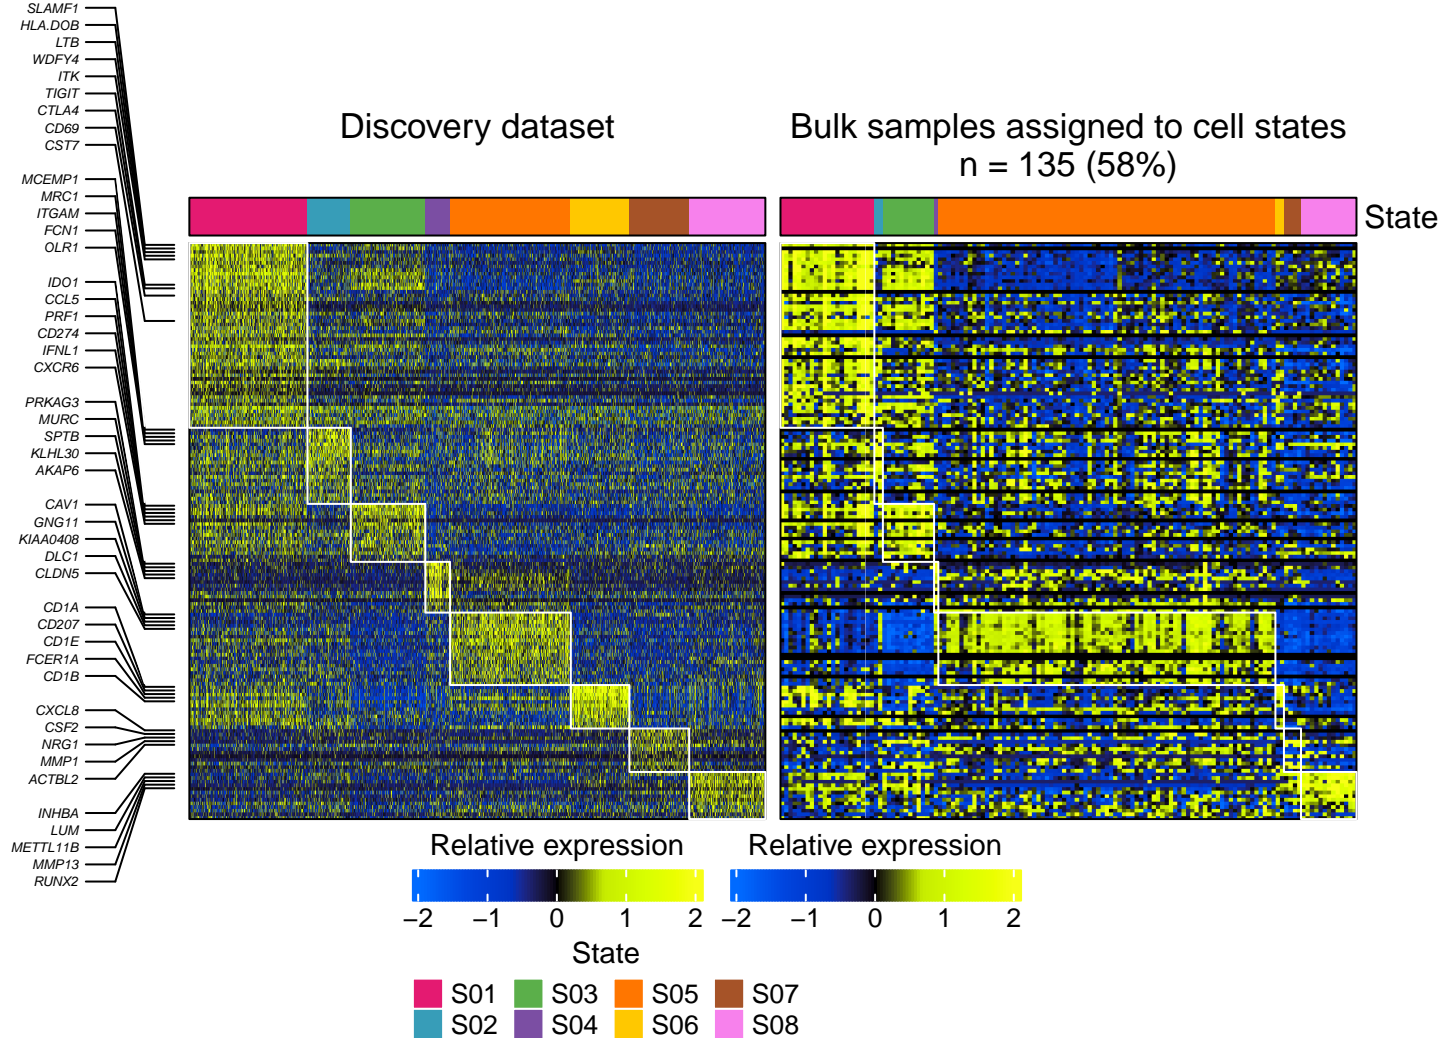 SLAMF1
HLA.DOB
LTB
WDFY4
ITK
TIGIT
CTLA4
CD69
CST7
MCEMP1
MRC1
ITGAM
FCN1
OLR1
IDO1
CCL5
PRF1
CD274
IFNL1
CXCR6
PRKAG3
MURC
SPTB
KLHL30
AKAP6
CAV1
GNG11
KIAA0408
DLC1
CLDN5
CD1A
CD207
CD1E
FCER1A
CD1B
CXCL8
CSF2
NRG1
MMP1
ACTBL2
INHBA
LUM
METTL11B
MMP13
RUNX2
Discovery dataset
Bulk samples assigned to cell states
n = 135 (58%)
State
Relative expression
−2 −1 0 1 2
Relative expression
−2 −1 0 1 2
State
S01 S03 S05 S07
S02 S04 S06 S08